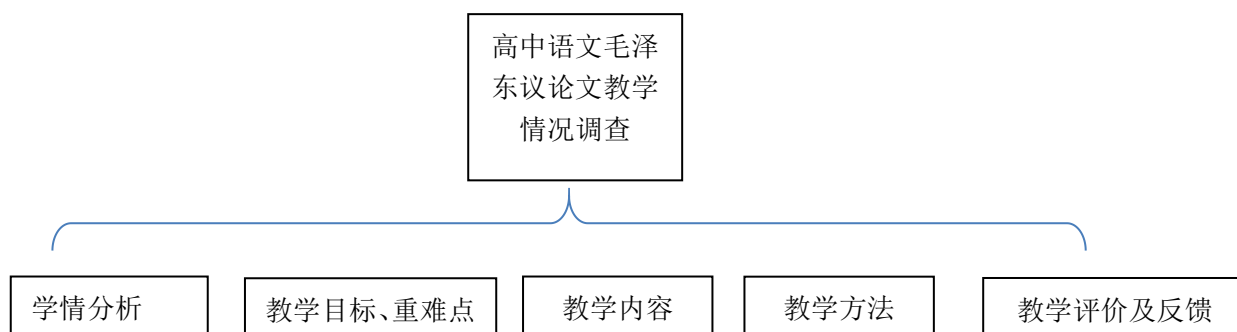 高中语文毛泽
东议论文教学
情况调查
学情分析
教学目标、重难点
教学内容
教学方法
教学评价及反馈